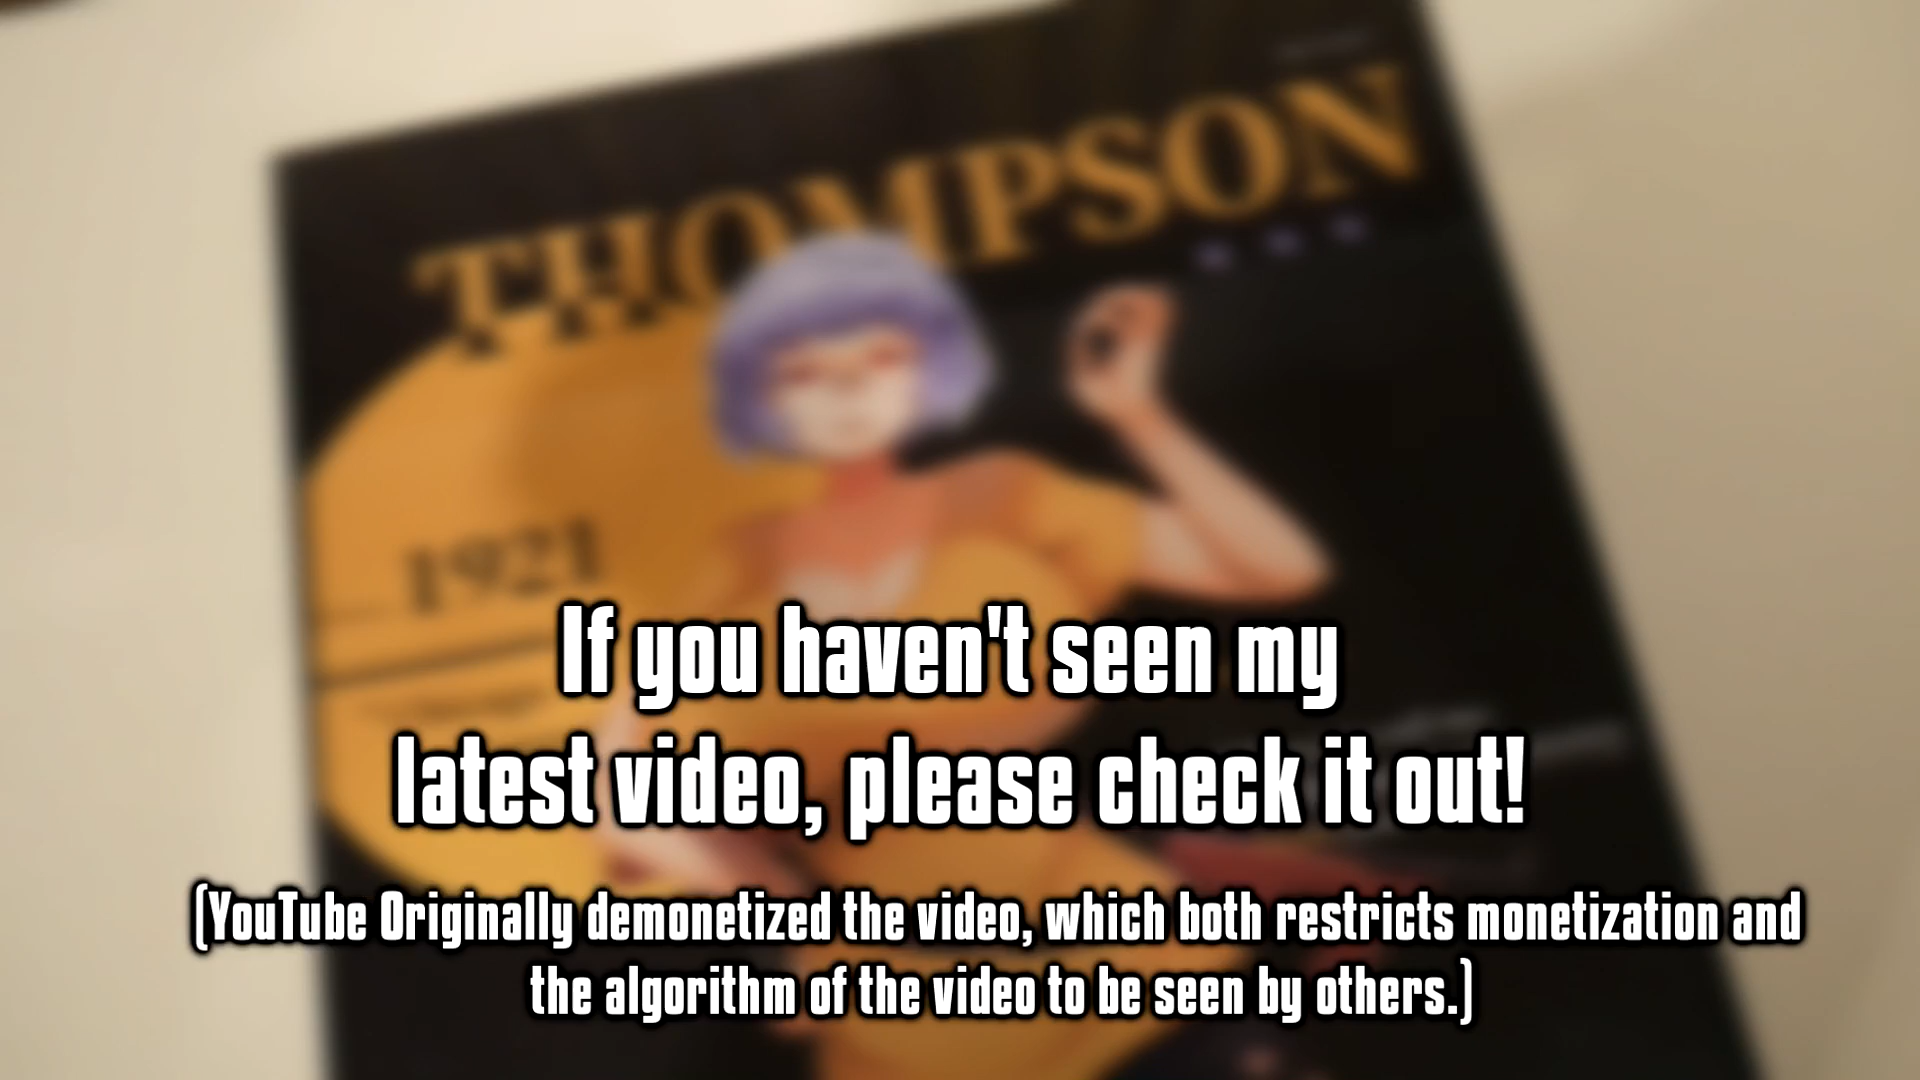 THOMPSON
1921
If you haven't seen my
latest video, please check it out!
(YouTube Originally demonetized the video, which both restricts monetization and
the algorithm of the video to be seen by others.)